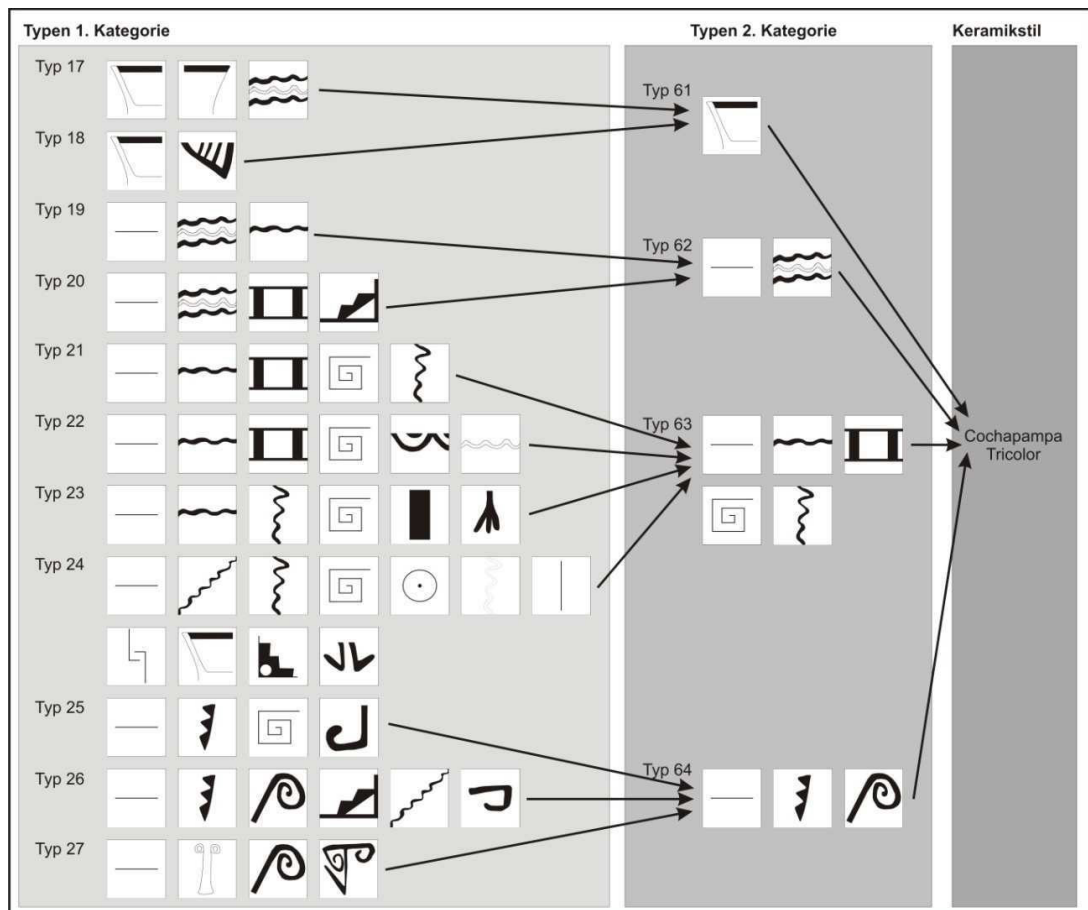 Typen 1. Kategorie
Typen 2. Kategorie
Keramikstil
Typ 17
Typ 61
Typ 18
Typ 19
Typ 62
Typ 20
Typ 21
Typ 22
Typ 63
Cochapampa
Tricolor
Typ 23
Typ 24
Typ 25
Typ 26
Typ 64
Typ 27